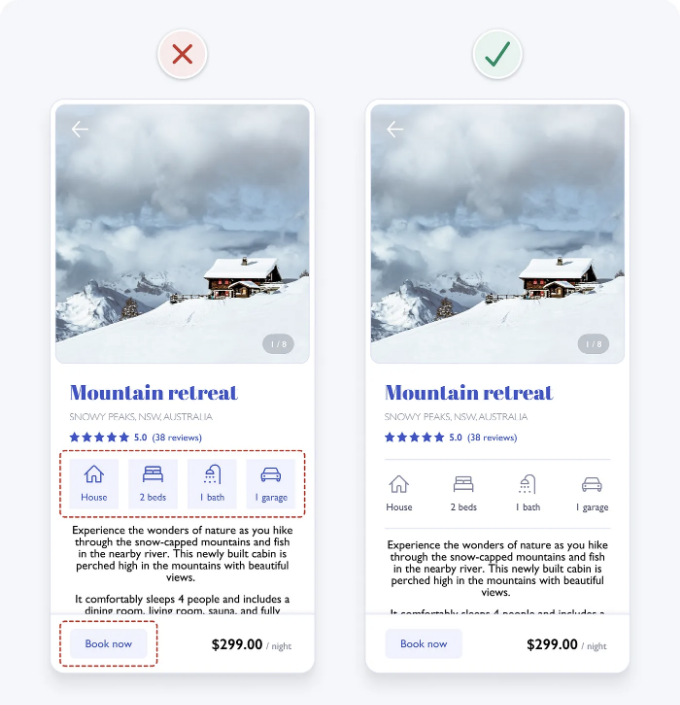 1 / 8
Mountain retreat
SNOWY PEAKS, NSW, AUSTRALIA
5.0 (38 reviews)
House 2 beds 1 bath 1 garage
Experience the wonders of nature as you hike
through the snow-capped mountains and fish
in the nearby river. This newly built cabin is
perched high in the mountains with beautiful
views.
It comfortably sleeps 4 people and includes a
dining room, living room, sauna, and fully
Book now $299.00 / night
1 / 8
Mountain retreat
SNOWY PEAKS, NSW, AUSTRALIA
5.0 (38 reviews)
House 2 beds 1 bath 1 garage
Experience the wonders of nature as you hike
through the snow-capped mountains and fish
in the nearby river. This newly built cabin is
perched high in the mountains with beautiful
views.
It comfortably sleeps 4 people and includes a
Book now $299.00 / night